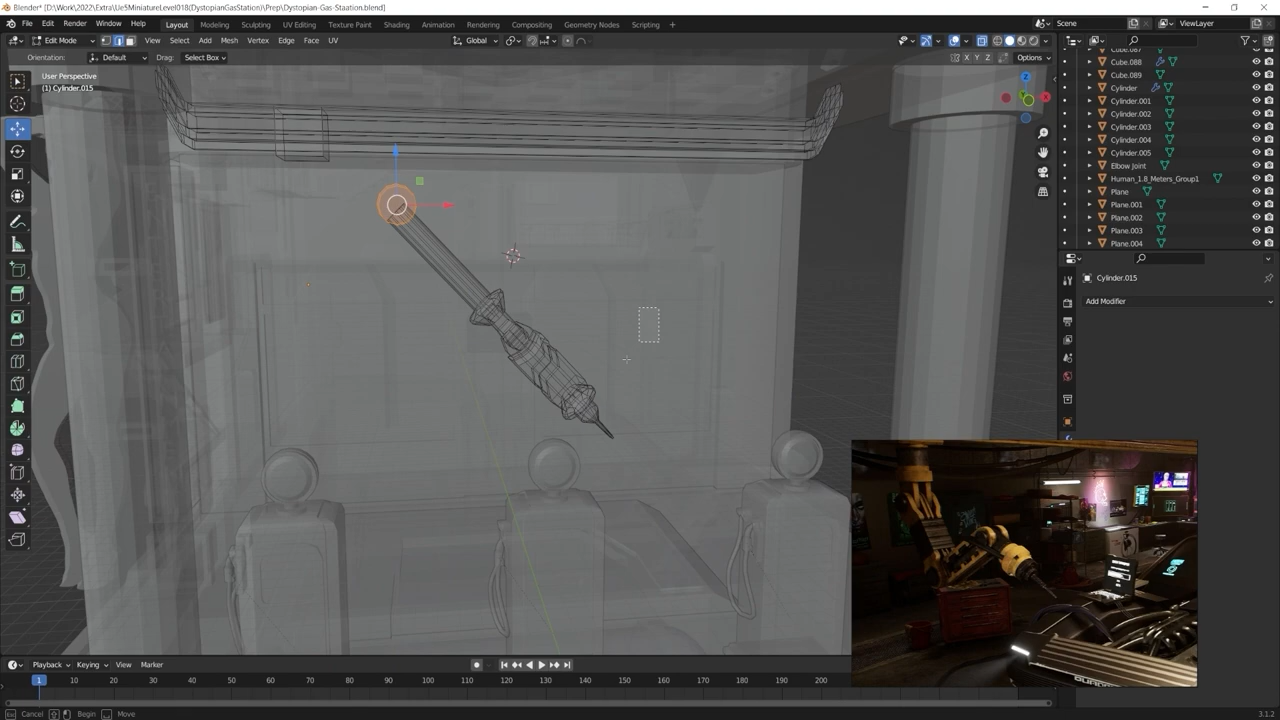 Blender* [D:\Work\2022\Extra\Ue5MiniatureLevel018(DystopianGasStation)\Prep\Dystopian-Gas-Staation.blend]
File Edit Render Window Help Layout Modeling Sculpting UV Editing Texture Paint Shading Animation Rendering Compositing Geometry Nodes Scripting + Scene ViewLayer
Edit Mode View Select Add Mesh Vertex Edge Face UV Global
Orientation: Default Drag: Select Box X Y Z Options
User Perspective
(1) Cylinder.015
Z
X
Cube.087
Cube.088
Cube.089
Cylinder
Cylinder.001
Cylinder.002
Cylinder.003
Cylinder.004
Cylinder.005
Elbow Joint
Human_1.8_Meters_Group1
Plane
Plane.001
Plane.002
Plane.003
Plane.004
Cylinder.015
Add Modifier
Playback Keying View Marker
1 10 20 30 40 50 60 70 80 90 100 110 120 130 140 150 160 170 180 190 200
Esc Cancel Begin Move 3.1.2